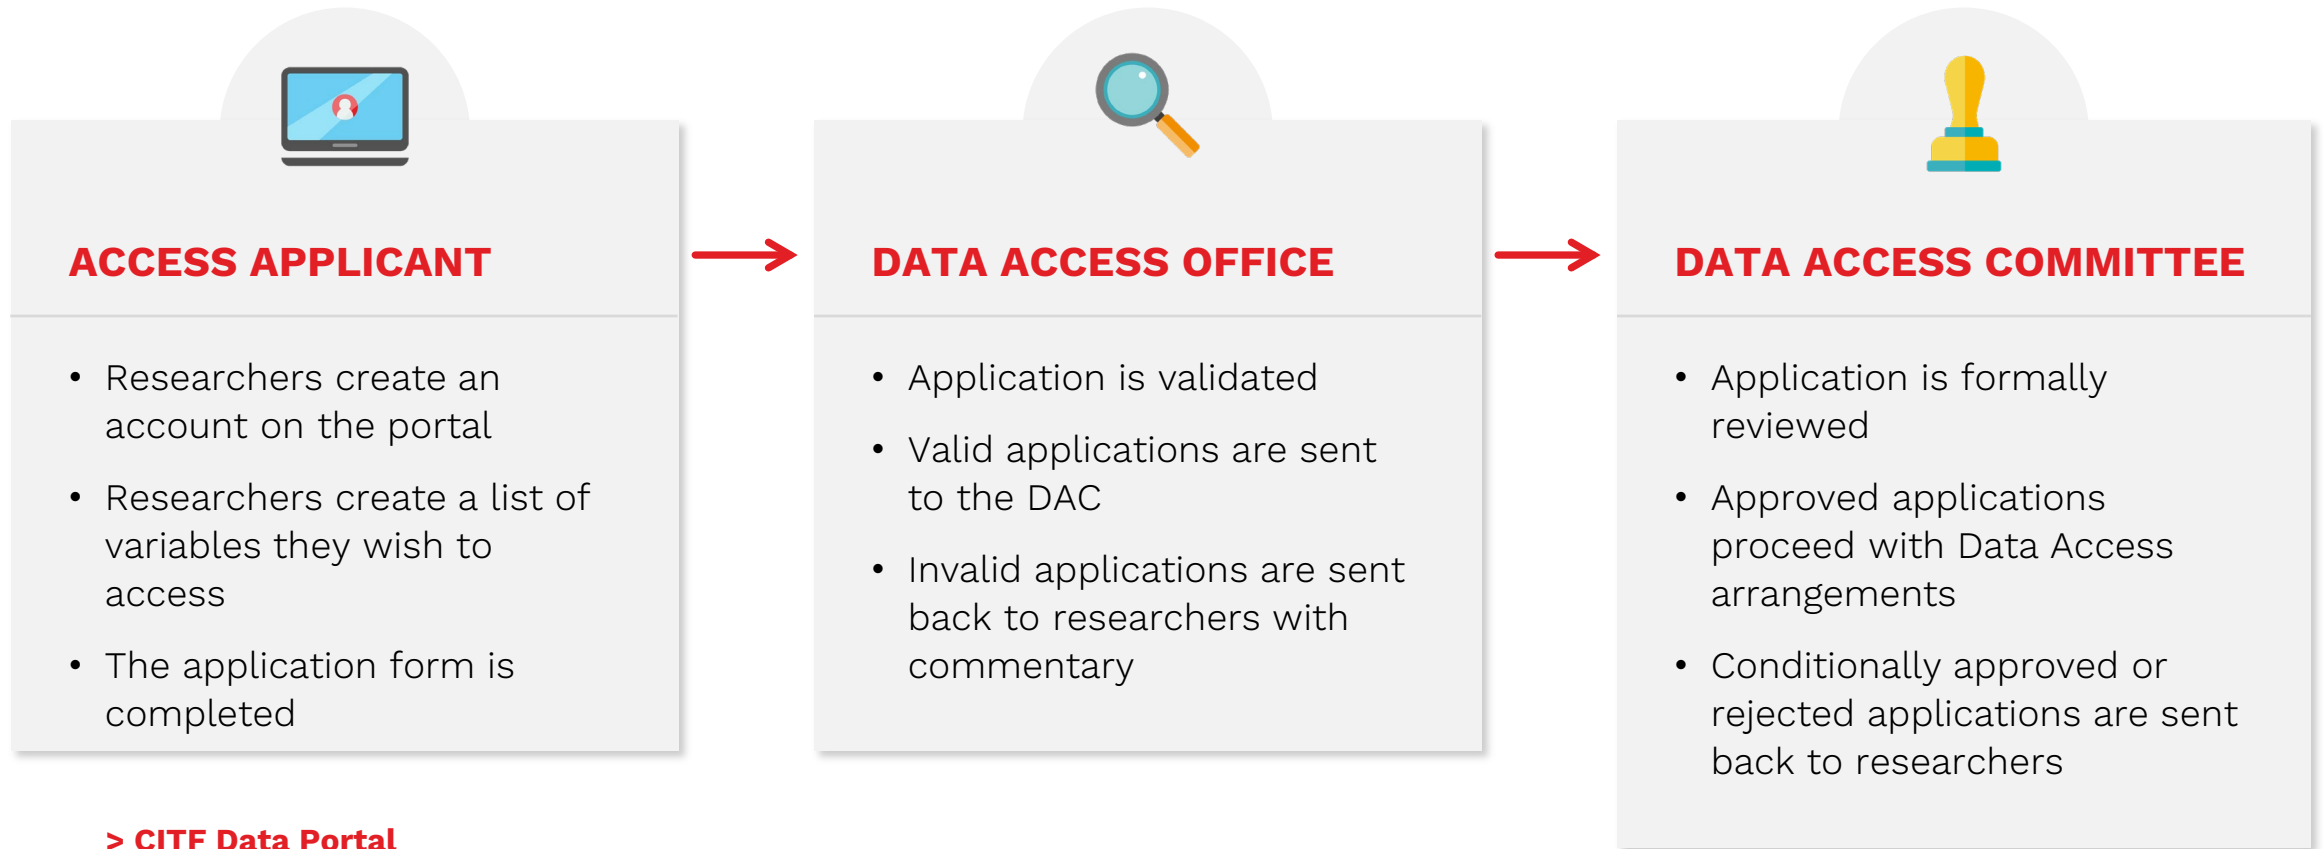 ACCESS APPLICANT
• Researchers create an
account on the portal
• Researchers create a list of
variables they wish to
access
• The application form is
completed
> CITF Data Portal
DATA ACCESS OFFICE
• Application is validated
• Valid applications are sent
to the DAC
• Invalid applications are sent
back to researchers with
commentary
DATA ACCESS COMMITTEE
• Application is formally
reviewed
• Approved applications
proceed with Data Access
arrangements
• Conditionally approved or
rejected applications are sent
back to researchers